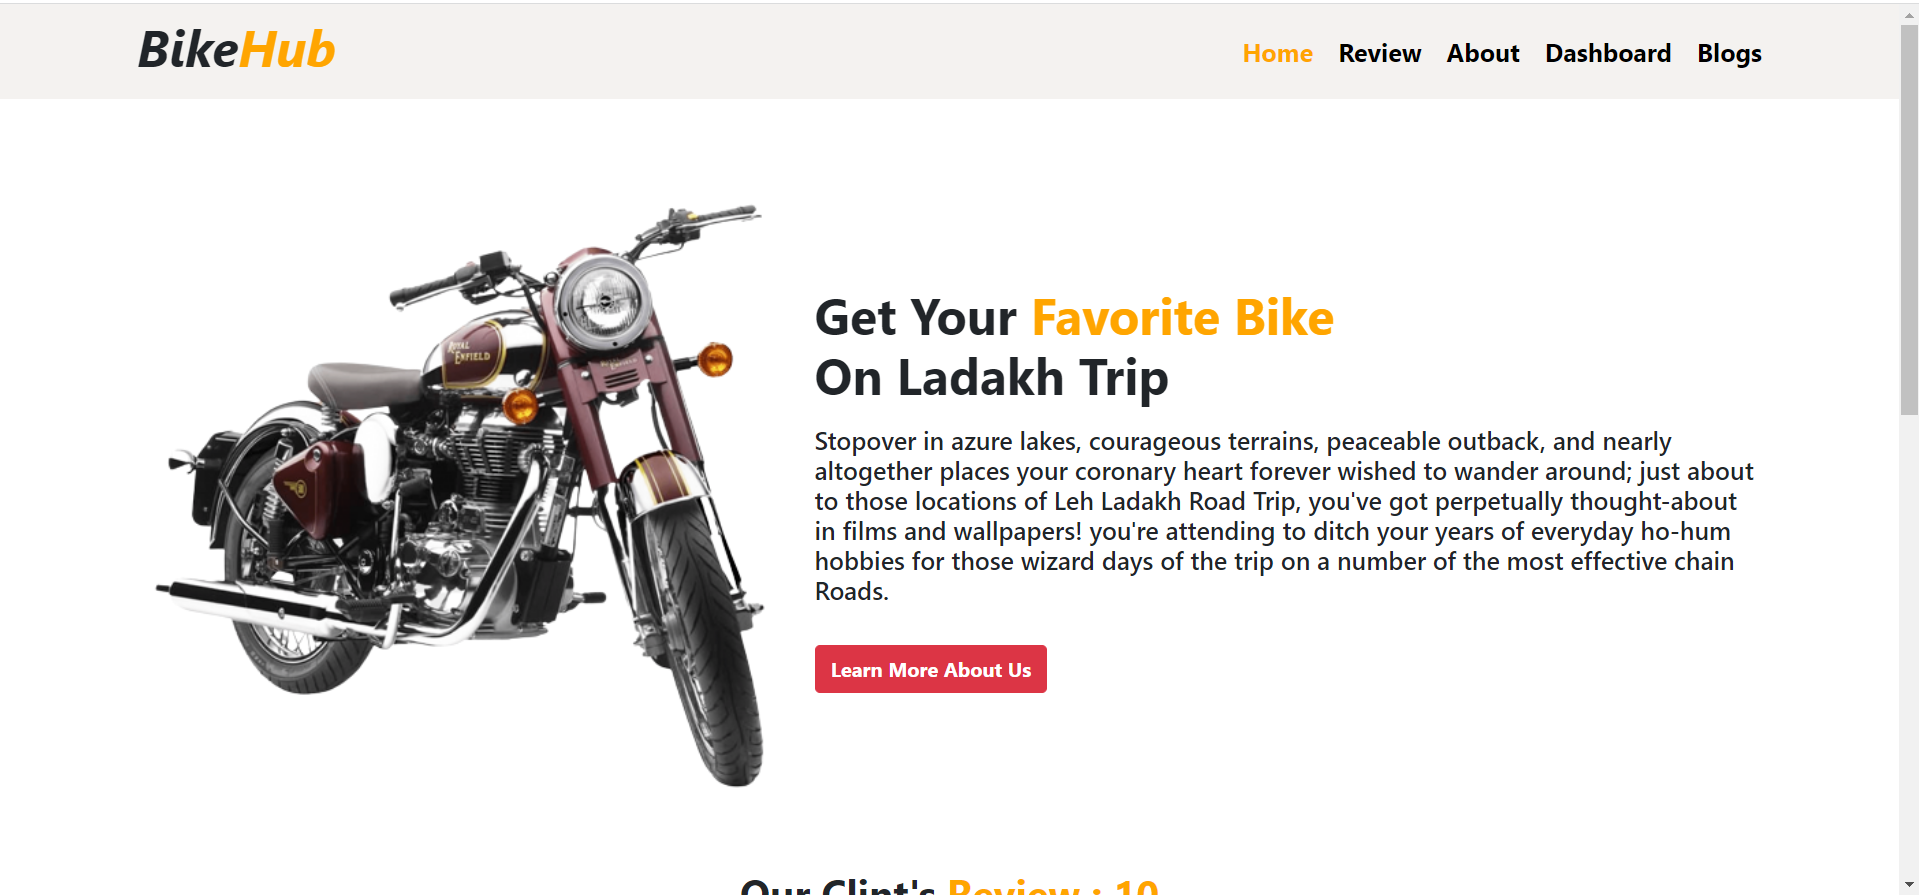 BikeHub
Home Review About Dashboard Blogs
ROYAL
ENFIELD
Get Your Favorite Bike
On Ladakh Trip
Stopover in azure lakes, courageous terrains, peaceable outback, and nearly
altogether places your coronary heart forever wished to wander around; just about
to those locations of Leh Ladakh Road Trip, you've got perpetually thought-about
in films and wallpapers! you're attending to ditch your years of everyday ho-hum
hobbies for those wizard days of the trip on a number of the most effective chain
Roads.
Learn More About Us
Our Clint's Review : 10